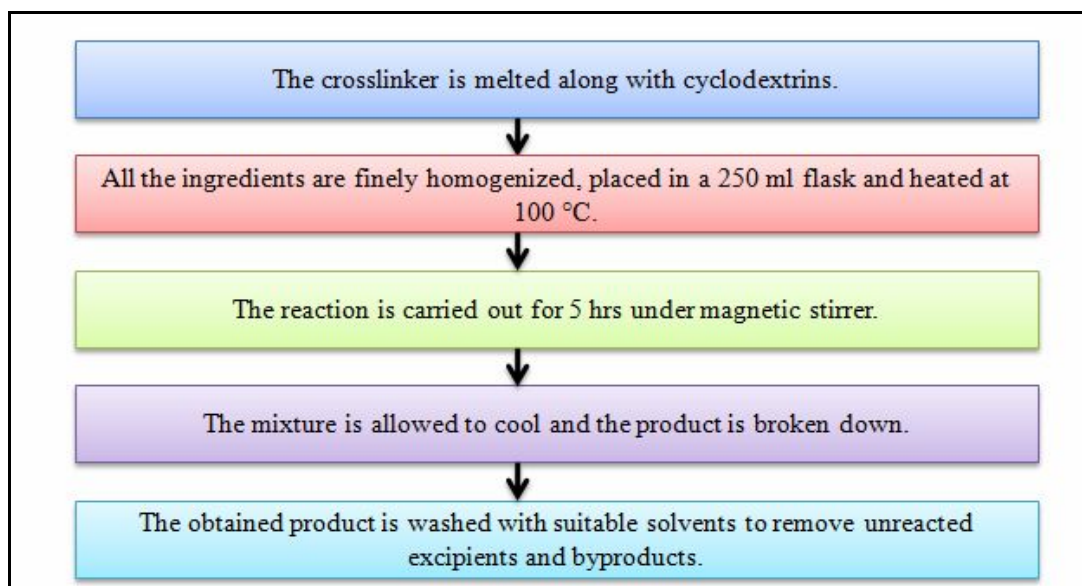 The crosslinker is melted along with cyclodextrins.
All the ingredients are finely homogenized, placed in a 250 ml flask and heated at
100 °C.
The reaction is carried out for 5 hrs under magnetic stirrer.
The mixture is allowed to cool and the product is broken down.
The obtained product is washed with suitable solvents to remove unreacted
excipients and byproducts.